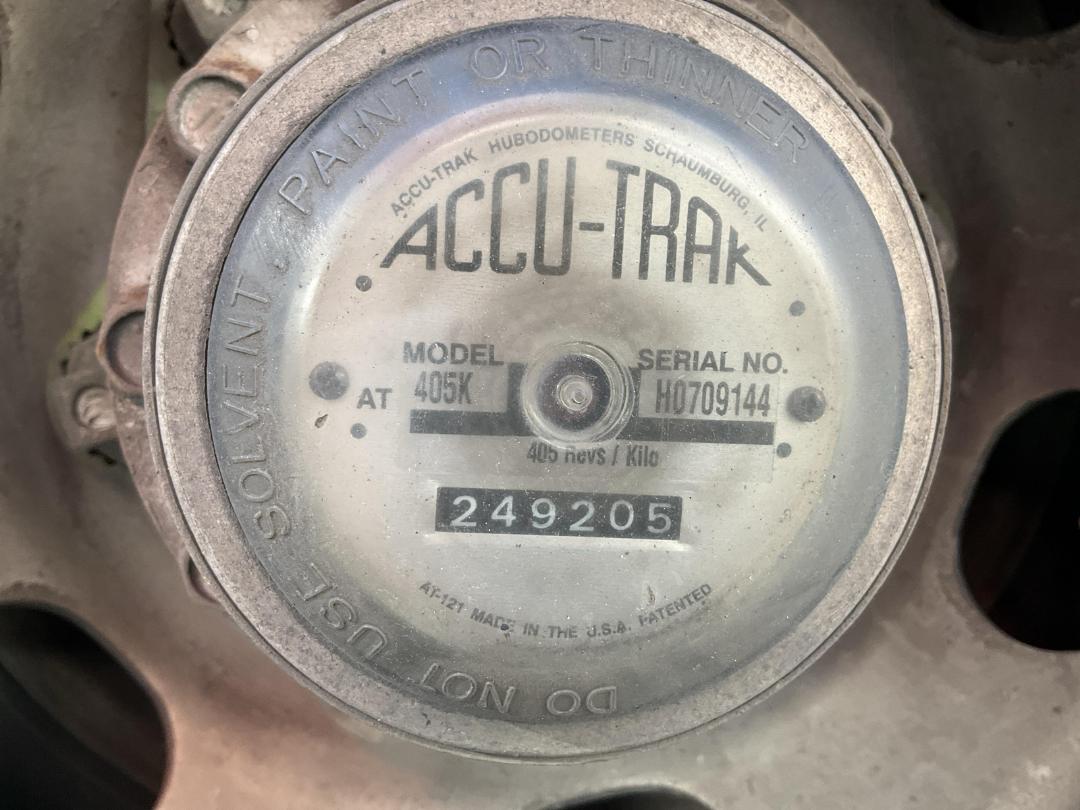 DO NOT USE SOLVENT, PAINT OR THINNER
ACCU-TRAK HUBODOMETERS SCHAUMBURG, IL
ACCU-TRAK
MODEL
SERIAL NO.
AT 405K
H0709144
405 Revs / Kilo
249205
AT-121 MADE IN THE U.S.A. PATENTED